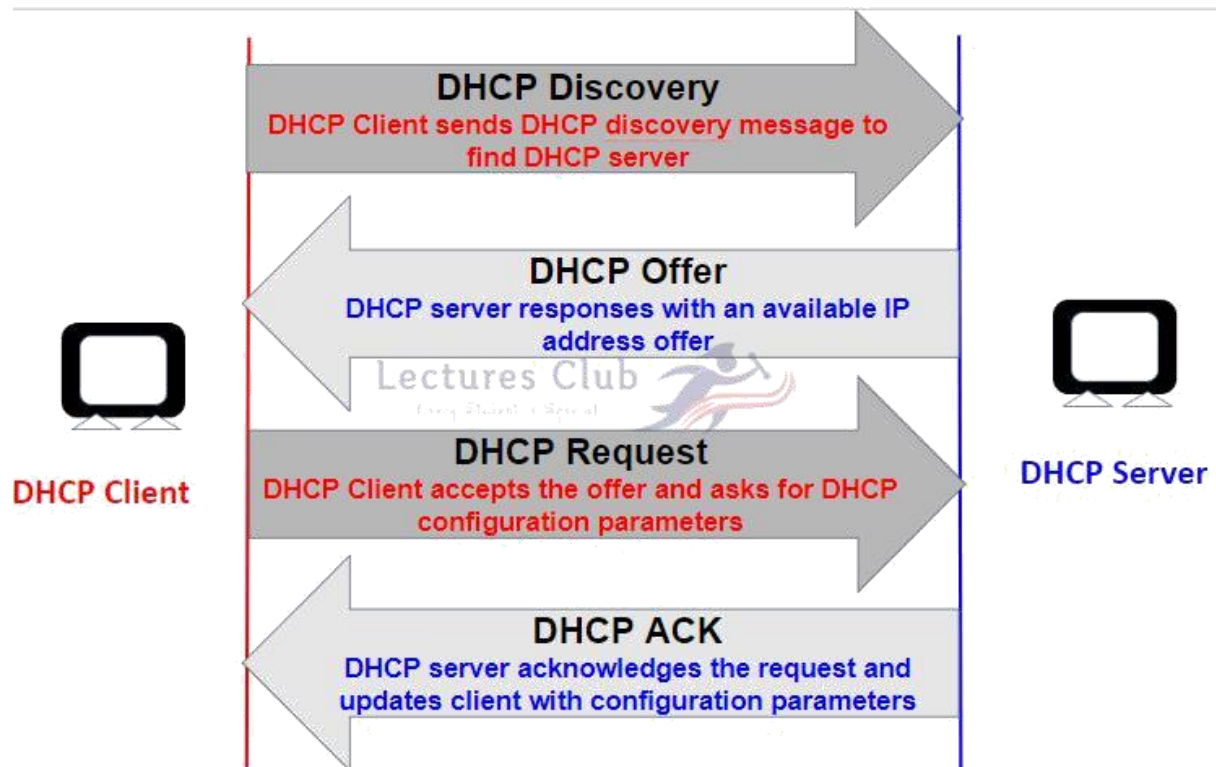 DHCP Discovery
DHCP Client sends DHCP discovery message to
find DHCP server
DHCP Offer
DHCP server responses with an available IP
address offer
Lectures Club
DHCP Request
DHCP Client accepts the offer and asks for DHCP
configuration parameters
DHCP Client
DHCP Server
DHCP ACK
DHCP server acknowledges the request and
updates client with configuration parameters